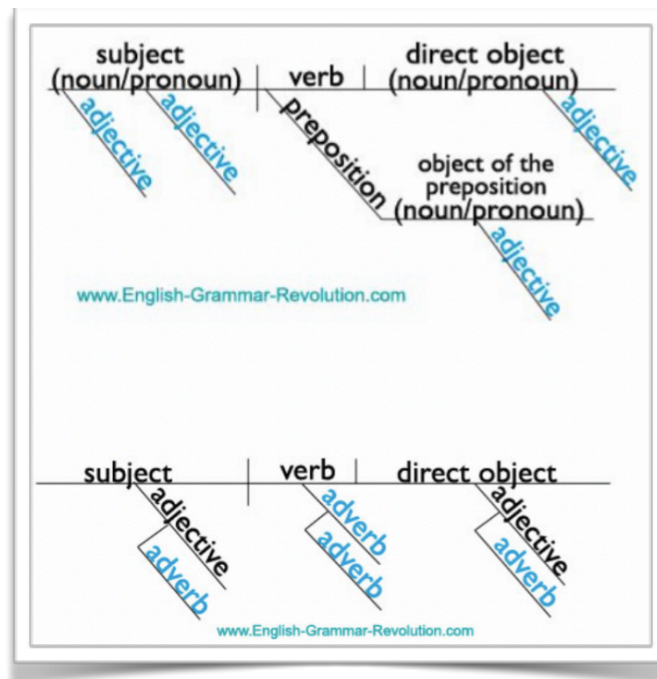 subject
(noun/pronoun)
verb
direct object
(noun/pronoun)
adjective
adjective
preposition
adjective
object of the
preposition
(noun/pronoun)
adjective
www.English-Grammar-Revolution.com
subject
verb
direct object
adjective
adverb
adverb
adverb
adjective
adverb
www.English-Grammar-Revolution.com